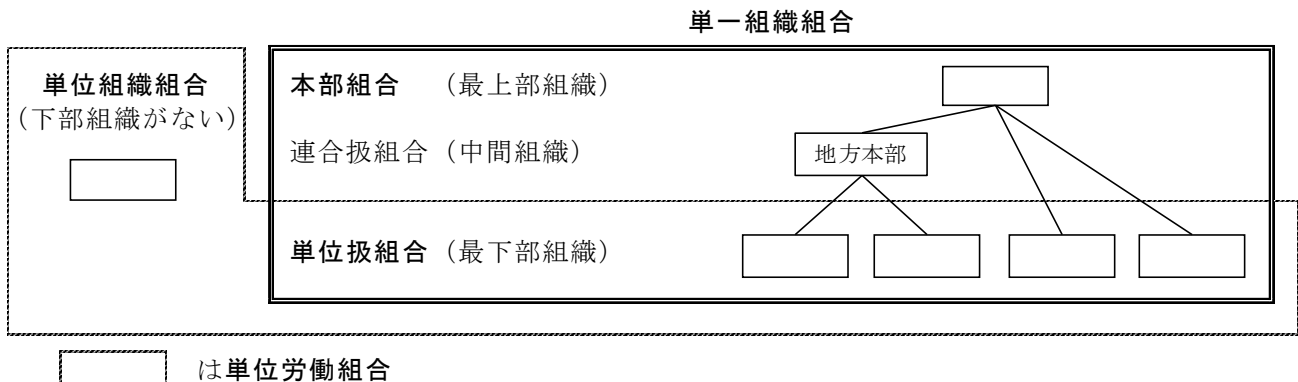 単一組織組合
単位組織組合
（下部組織がない）
本部組合　（最上部組織）
連合扱組合（中間組織）
地方本部
単位扱組合（最下部組織）
は単位労働組合